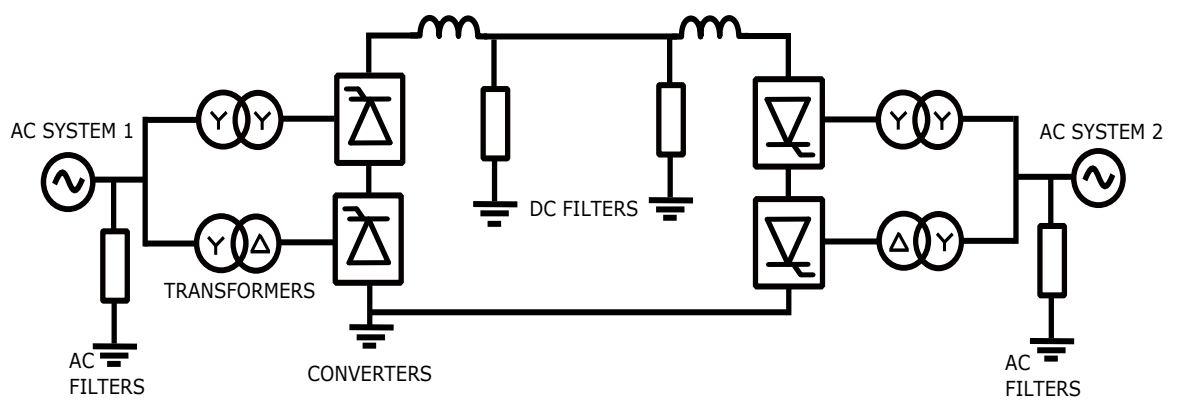 AC SYSTEM 1
AC SYSTEM 2
Y Y
Y Y
DC FILTERS
Y Δ
Δ Y
TRANSFORMERS
AC
FILTERS
CONVERTERS
AC
FILTERS